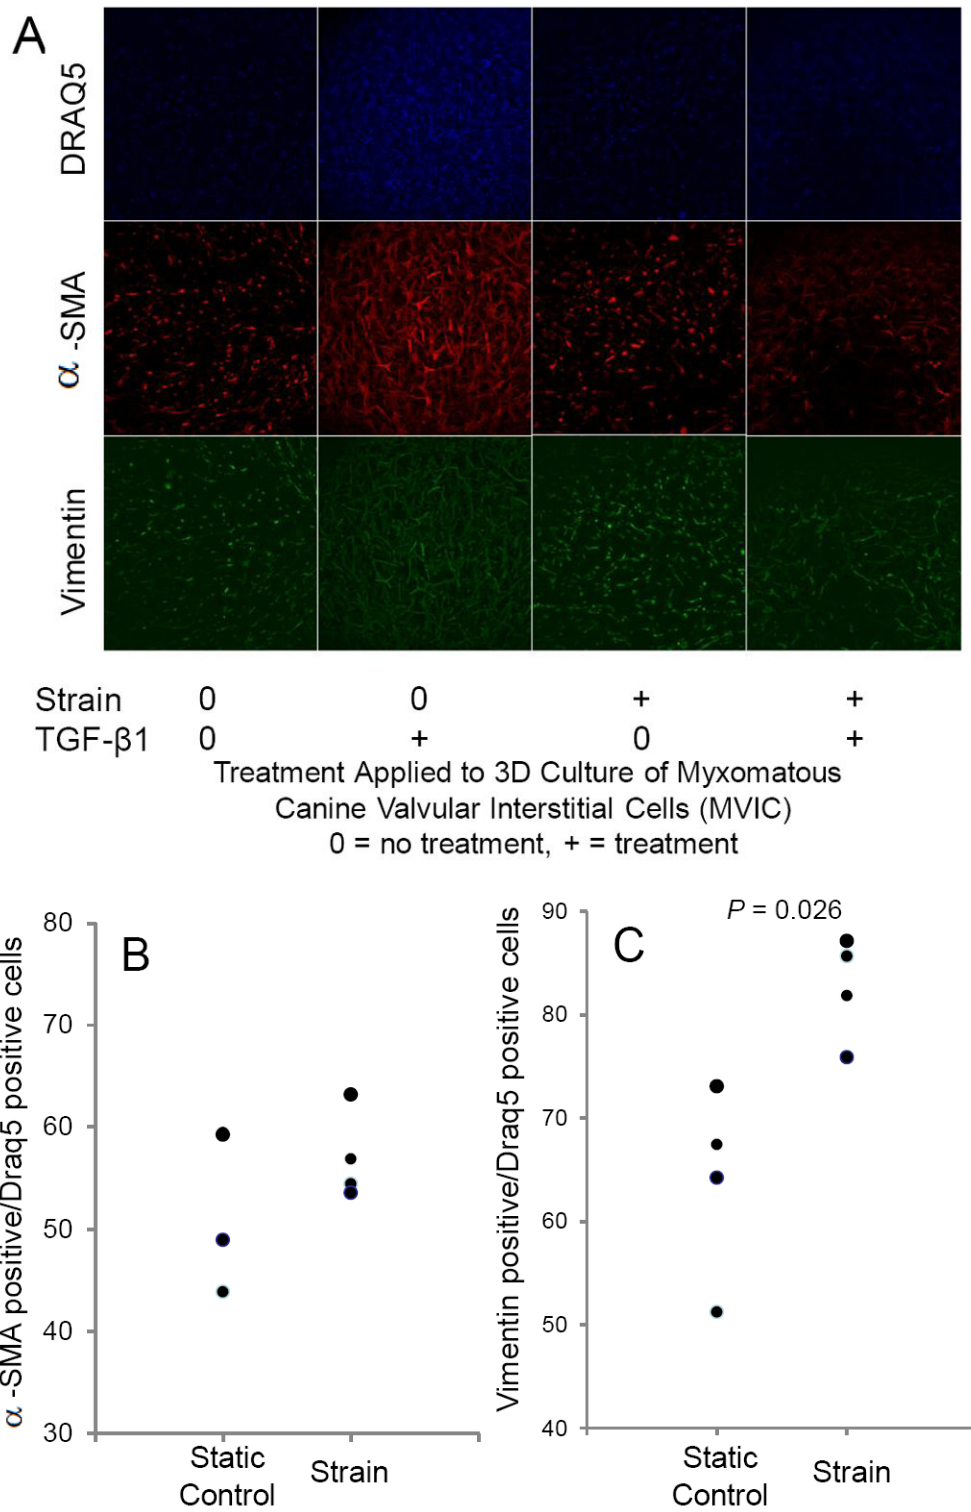 A
DRAQ5
α -SMA
Vimentin
Strain 0 0 + +
TGF-β1 0 + 0 +
Treatment Applied to 3D Culture of Myxomatous
Canine Valvular Interstitial Cells (MVIC)
0 = no treatment, + = treatment
B
α -SMA positive/Draq5 positive cells
80
70
60
50
40
30
Static
Control
Strain
C
P = 0.026
Vimentin positive/Draq5 positive cells
90
80
70
60
50
40
Static
Control
Strain